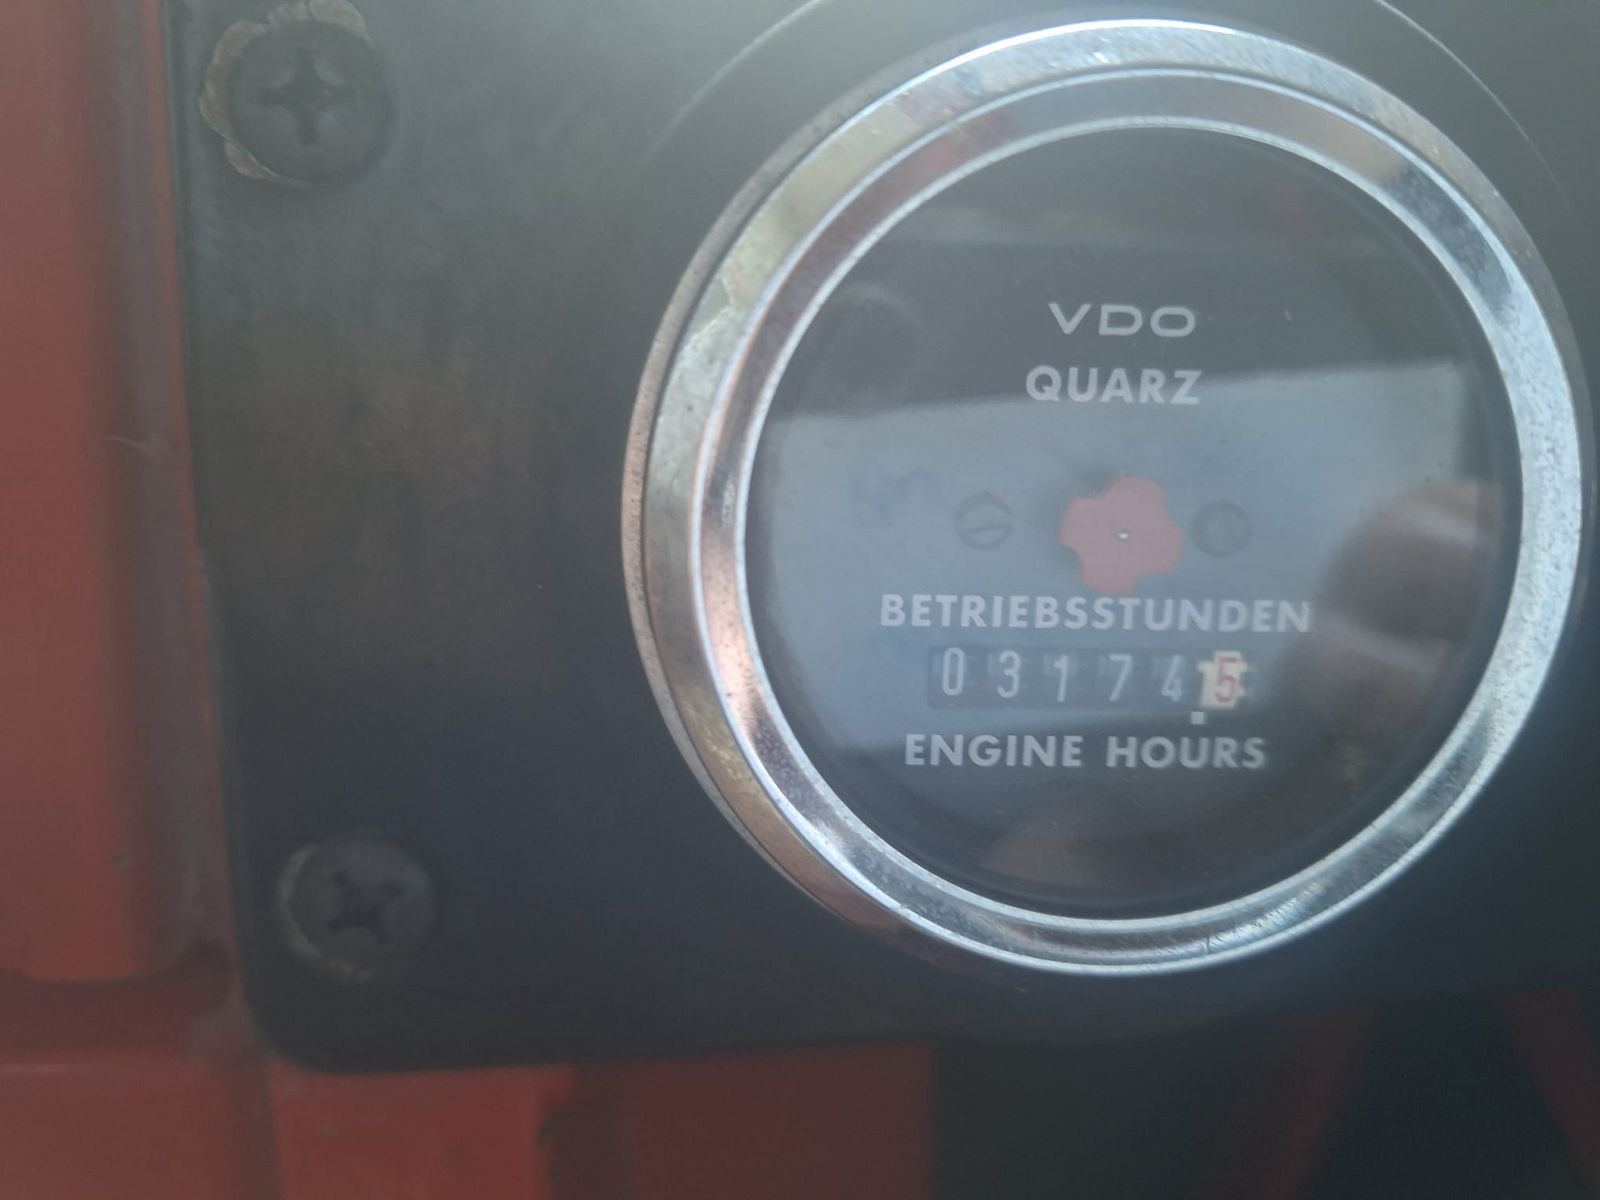 VDO
QUARZ
BETRIEBSSTUNDEN
031745
ENGINE HOURS